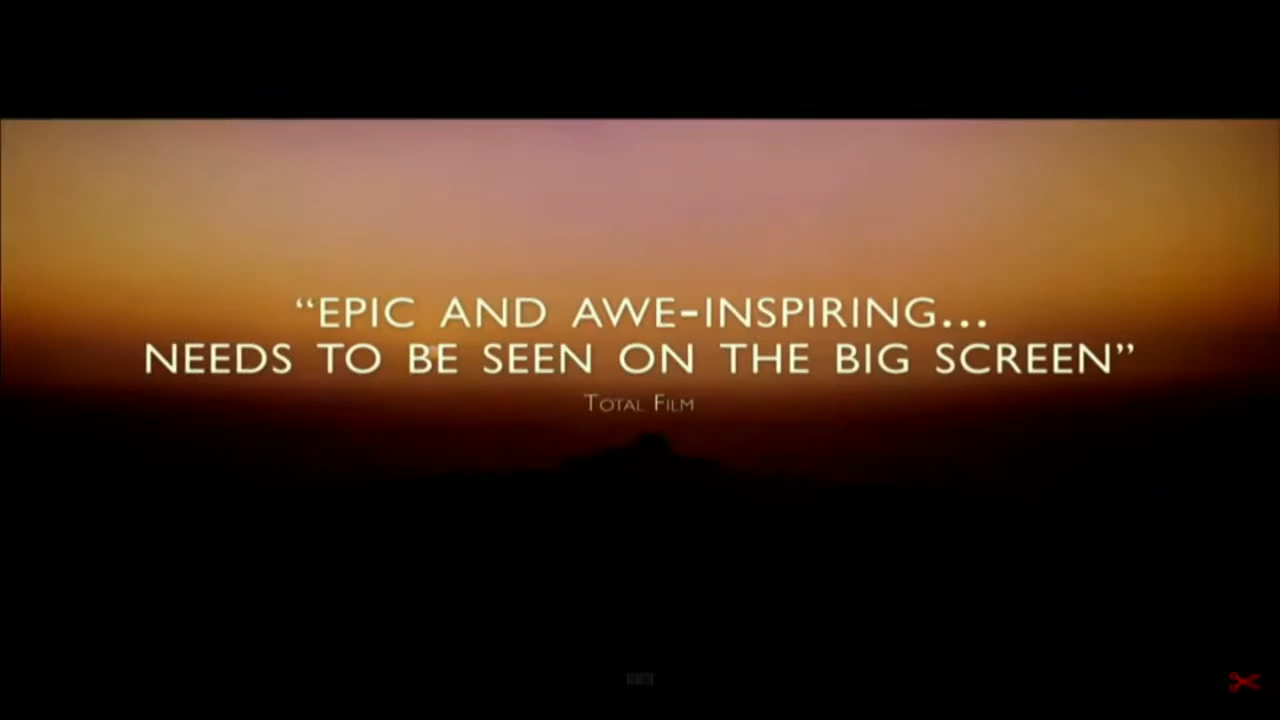 “EPIC AND AWE-INSPIRING...
NEEDS TO BE SEEN ON THE BIG SCREEN”
TOTAL FILM